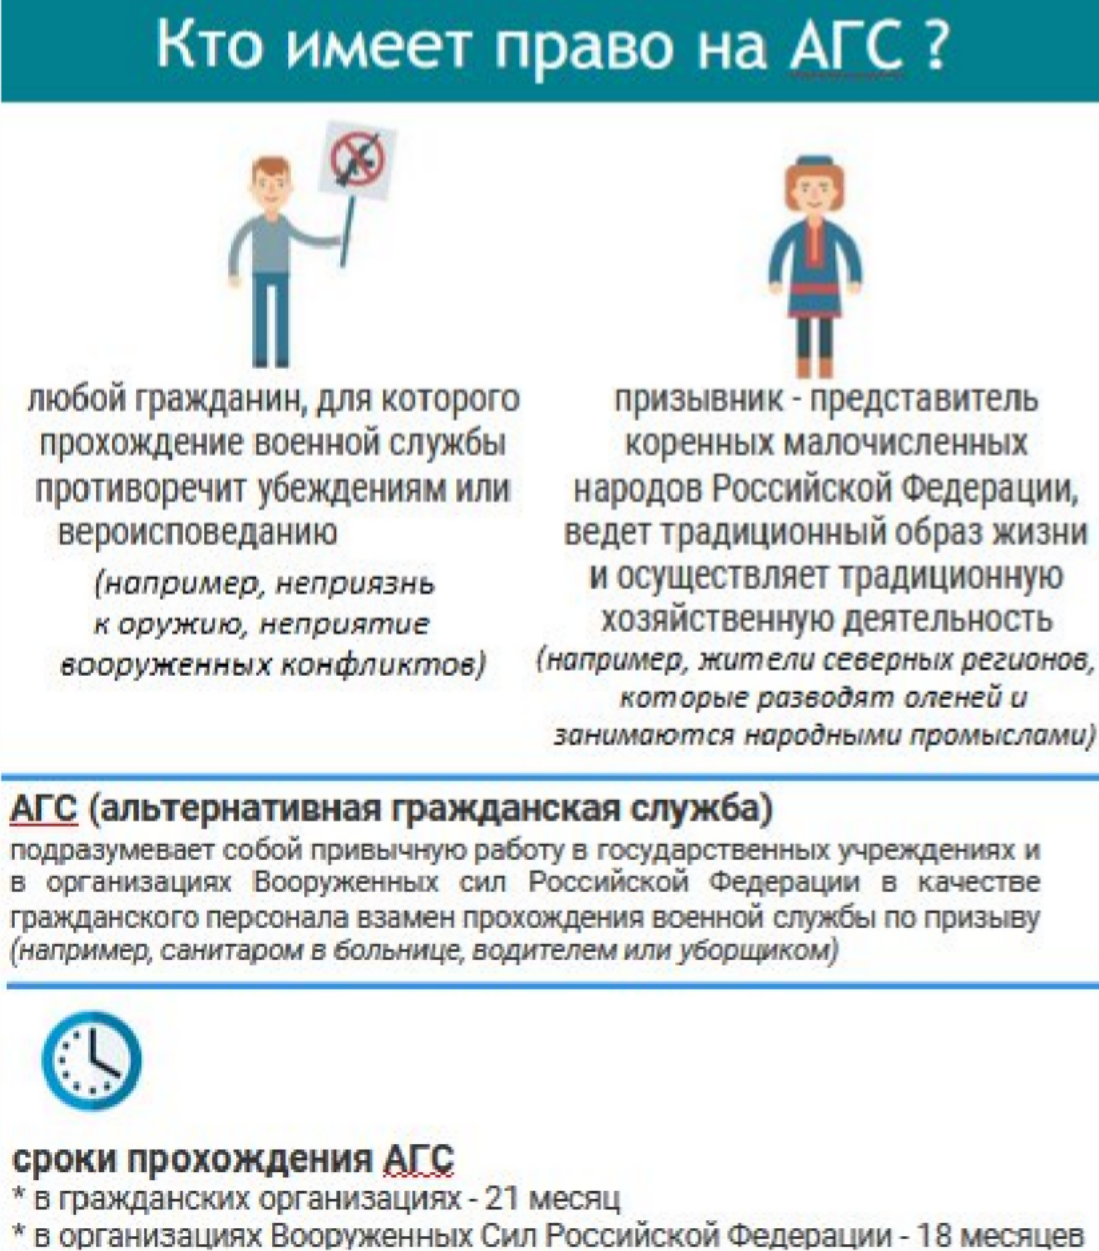 Кто имеет право на АГС ?
любой гражданин, для которого
прохождение военной службы
противоречит убеждениям или
вероисповеданию
(например, неприязнь
к оружию, неприятие
вооруженных конфликтов)
призывник - представитель
коренных малочисленных
народов Российской Федерации,
ведет традиционный образ жизни
и осуществляет традиционную
хозяйственную деятельность
(например, жители северных регионов,
которые разводят оленей и
занимаются народными промыслами)
АГС (альтернативная гражданская служба)
подразумевает собой привычную работу в государственных учреждениях и
в организациях Вооруженных сил Российской Федерации в качестве
гражданского персонала взамен прохождения военной службы по призыву
(например, санитаром в больнице, водителем или уборщиком)
сроки прохождения АГС
* в гражданских организациях - 21 месяц
* в организациях Вооруженных Сил Российской Федерации - 18 месяцев